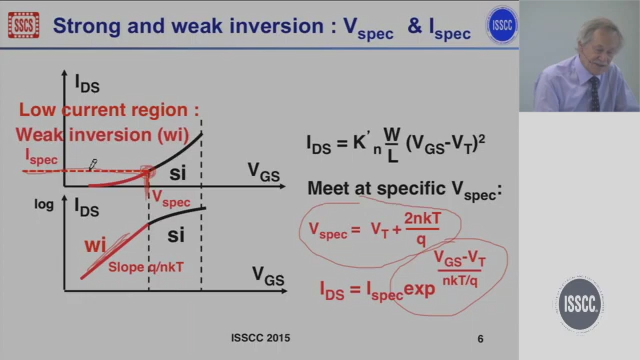 SSCS
Strong and weak inversion : Vspec & Ispec
SSCS
IDS
Low current region :
Weak inversion (wi)
Ispec
si
VGS
Vspec
log
IDS
wi
si
Slope q/nkT
VGS
IDS = K'n W/L (VGS-VT)2
Meet at specific Vspec:
Vspec = VT + 2nkT/q
IDS = Ispec exp VGS-VT / nkT/q
ISSCC 2015
6
ISSCC